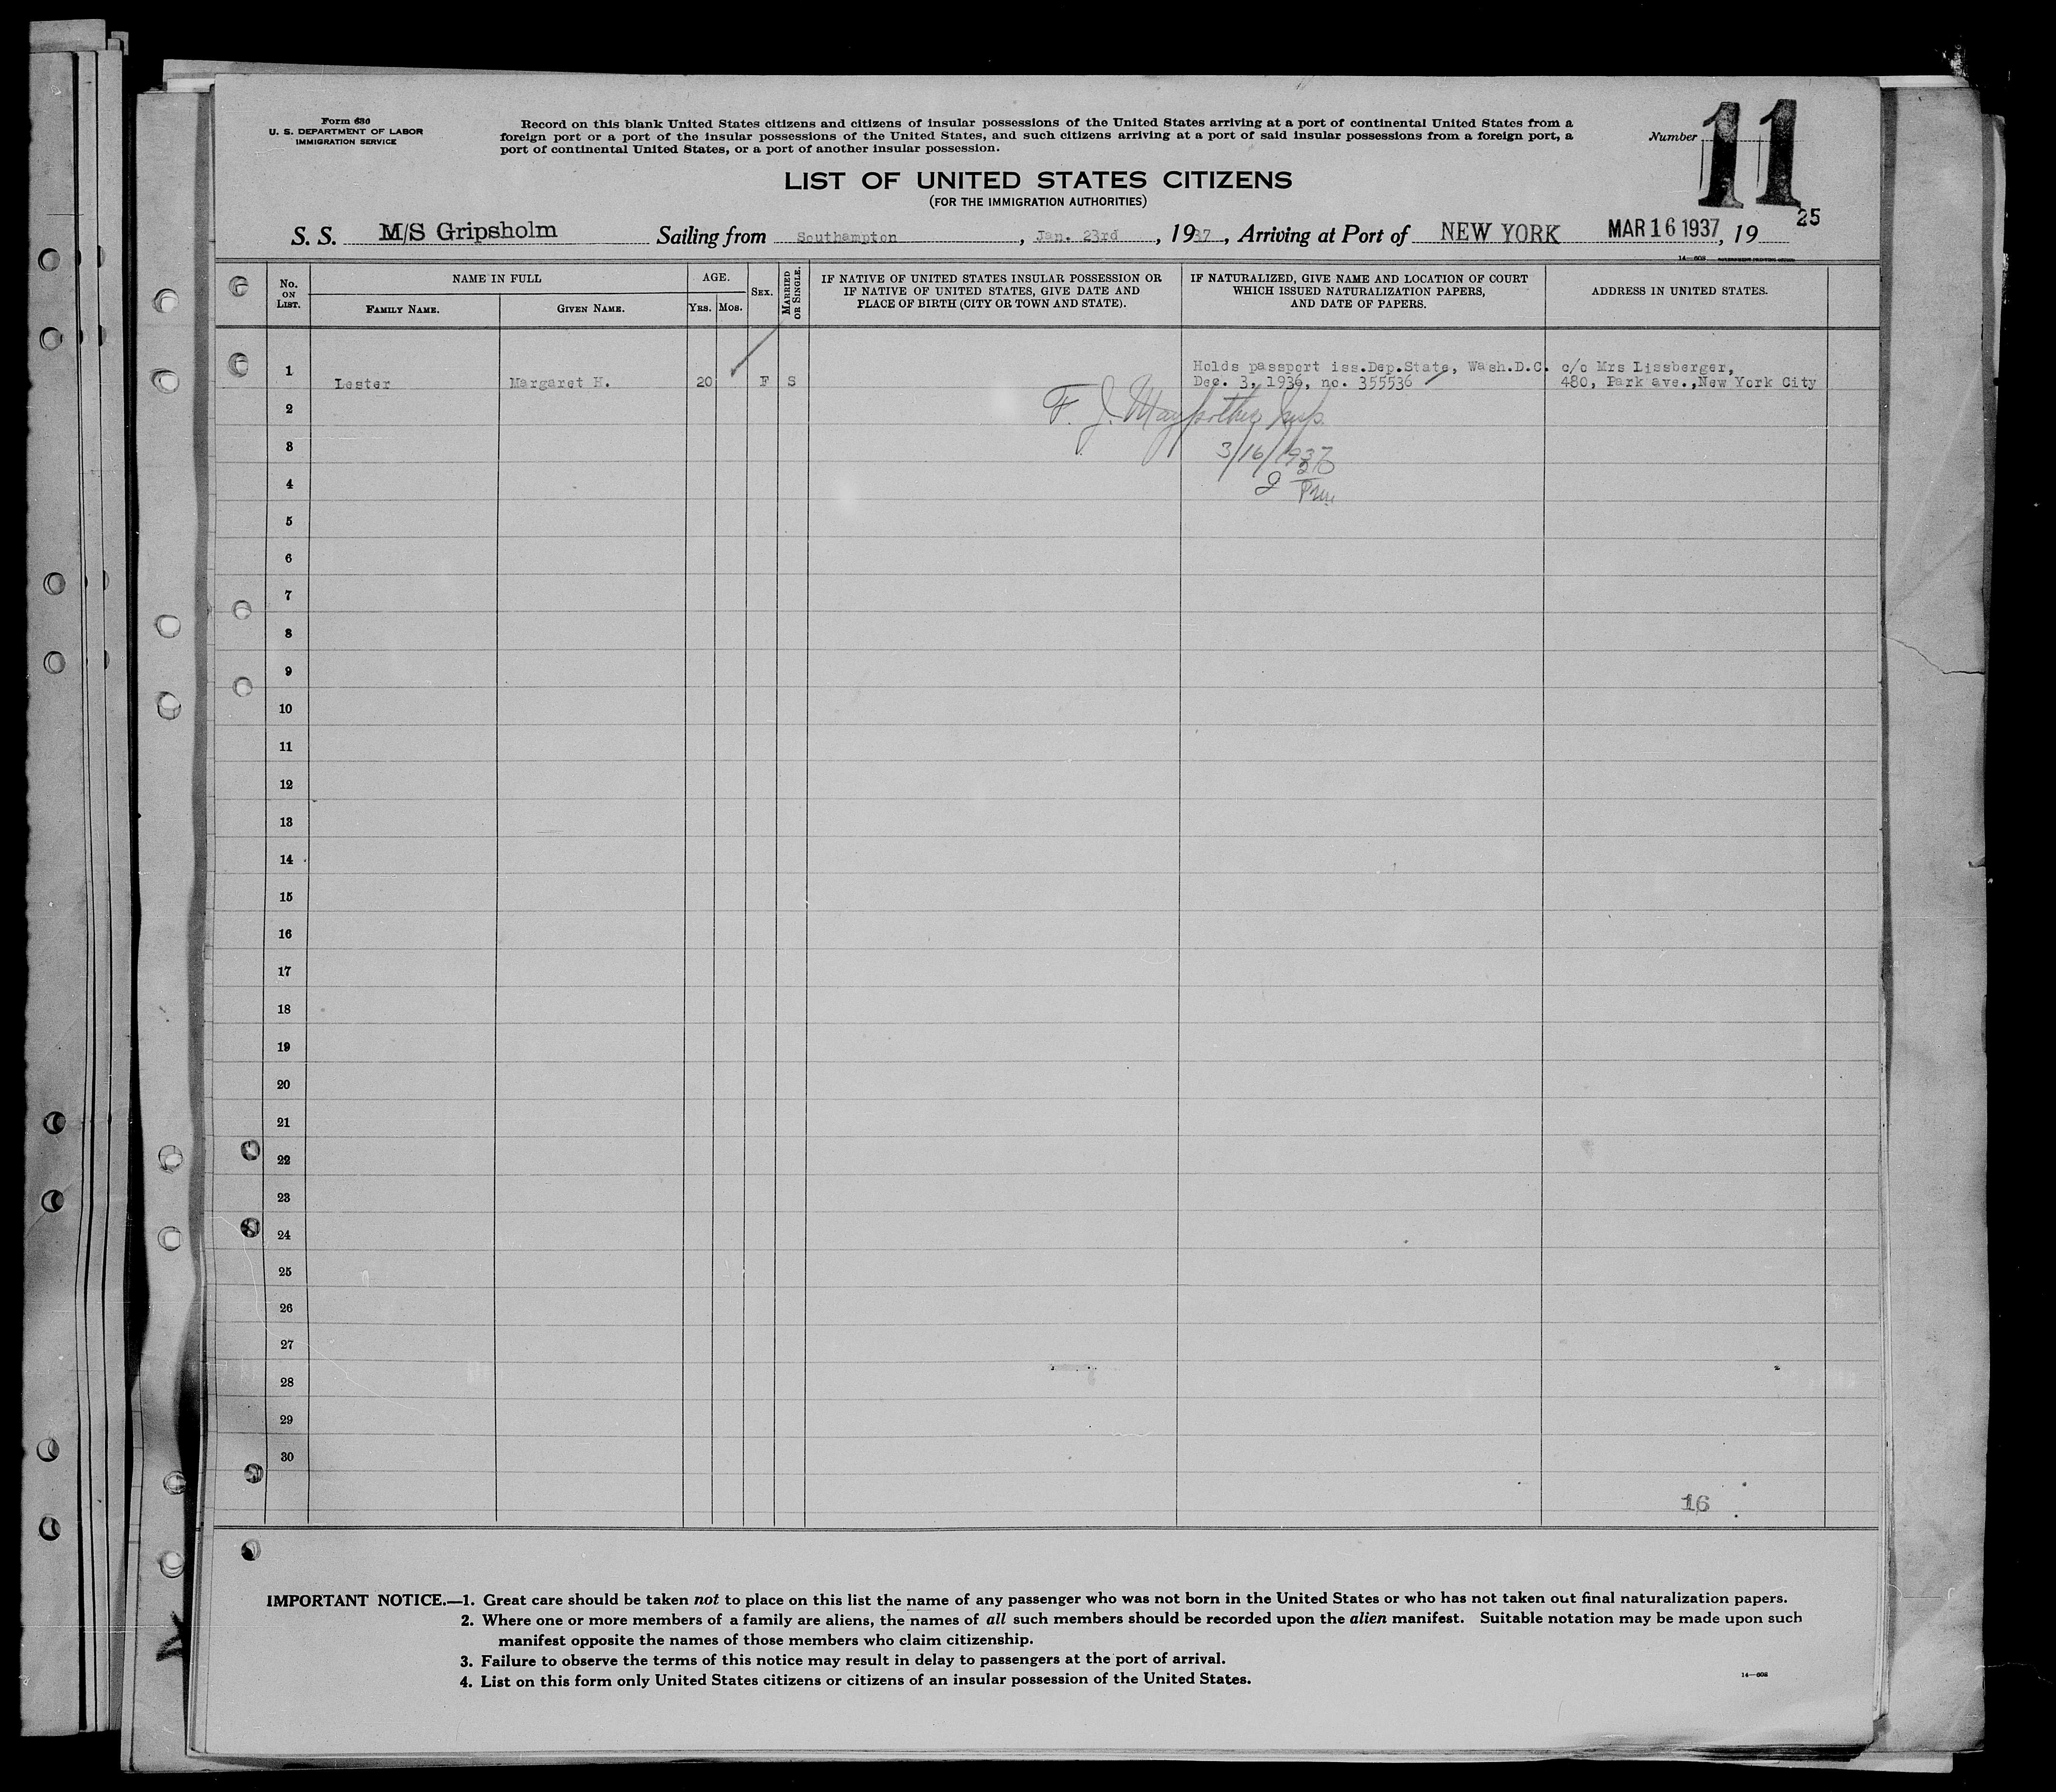 Form 630
U. S. DEPARTMENT OF LABOR
IMMIGRATION SERVICE
Record on this blank United States citizens and citizens of insular possessions of the United States arriving at a port of continental United States from a
foreign port or a port of the insular possessions of the United States, and such citizens arriving at a port of said insular possessions from a foreign port, a
port of continental United States, or a port of another insular possession.
Number 11
LIST OF UNITED STATES CITIZENS
(FOR THE IMMIGRATION AUTHORITIES)
25
S. S. M/S Gripsholm Sailing from Southampton, Jan. 23rd, 1937, Arriving at Port of NEW YORK MAR 16 1937, 19
No. ON LIST.
NAME IN FULL
FAMILY NAME.
GIVEN NAME.
AGE.
YRS. MOS.
SEX.
MARRIED OR SINGLE.
IF NATIVE OF UNITED STATES INSULAR POSSESSION OR
IF NATIVE OF UNITED STATES, GIVE DATE AND
PLACE OF BIRTH (CITY OR TOWN AND STATE).
IF NATURALIZED, GIVE NAME AND LOCATION OF COURT
WHICH ISSUED NATURALIZATION PAPERS,
AND DATE OF PAPERS.
ADDRESS IN UNITED STATES.
1 Lester Margaret H. 20 F S
Holds passport iss.Dep.State, Wash.D.C.
Dec. 3, 1936, no. 355536
c/o Mrs Lissberger,
480, Park ave.,New York City
2
F. J.
3
3/16/1937
4
5
6
7
8
9
10
11
12
13
14
15
16
17
18
19
20
21
22
23
24
25
26
27
28
29
30
16
IMPORTANT NOTICE.—1. Great care should be taken not to place on this list the name of any passenger who was not born in the United States or who has not taken out final naturalization papers.
2. Where one or more members of a family are aliens, the names of all such members should be recorded upon the alien manifest. Suitable notation may be made upon such
manifest opposite the names of those members who claim citizenship.
3. Failure to observe the terms of this notice may result in delay to passengers at the port of arrival.
4. List on this form only United States citizens or citizens of an insular possession of the United States.
14—608